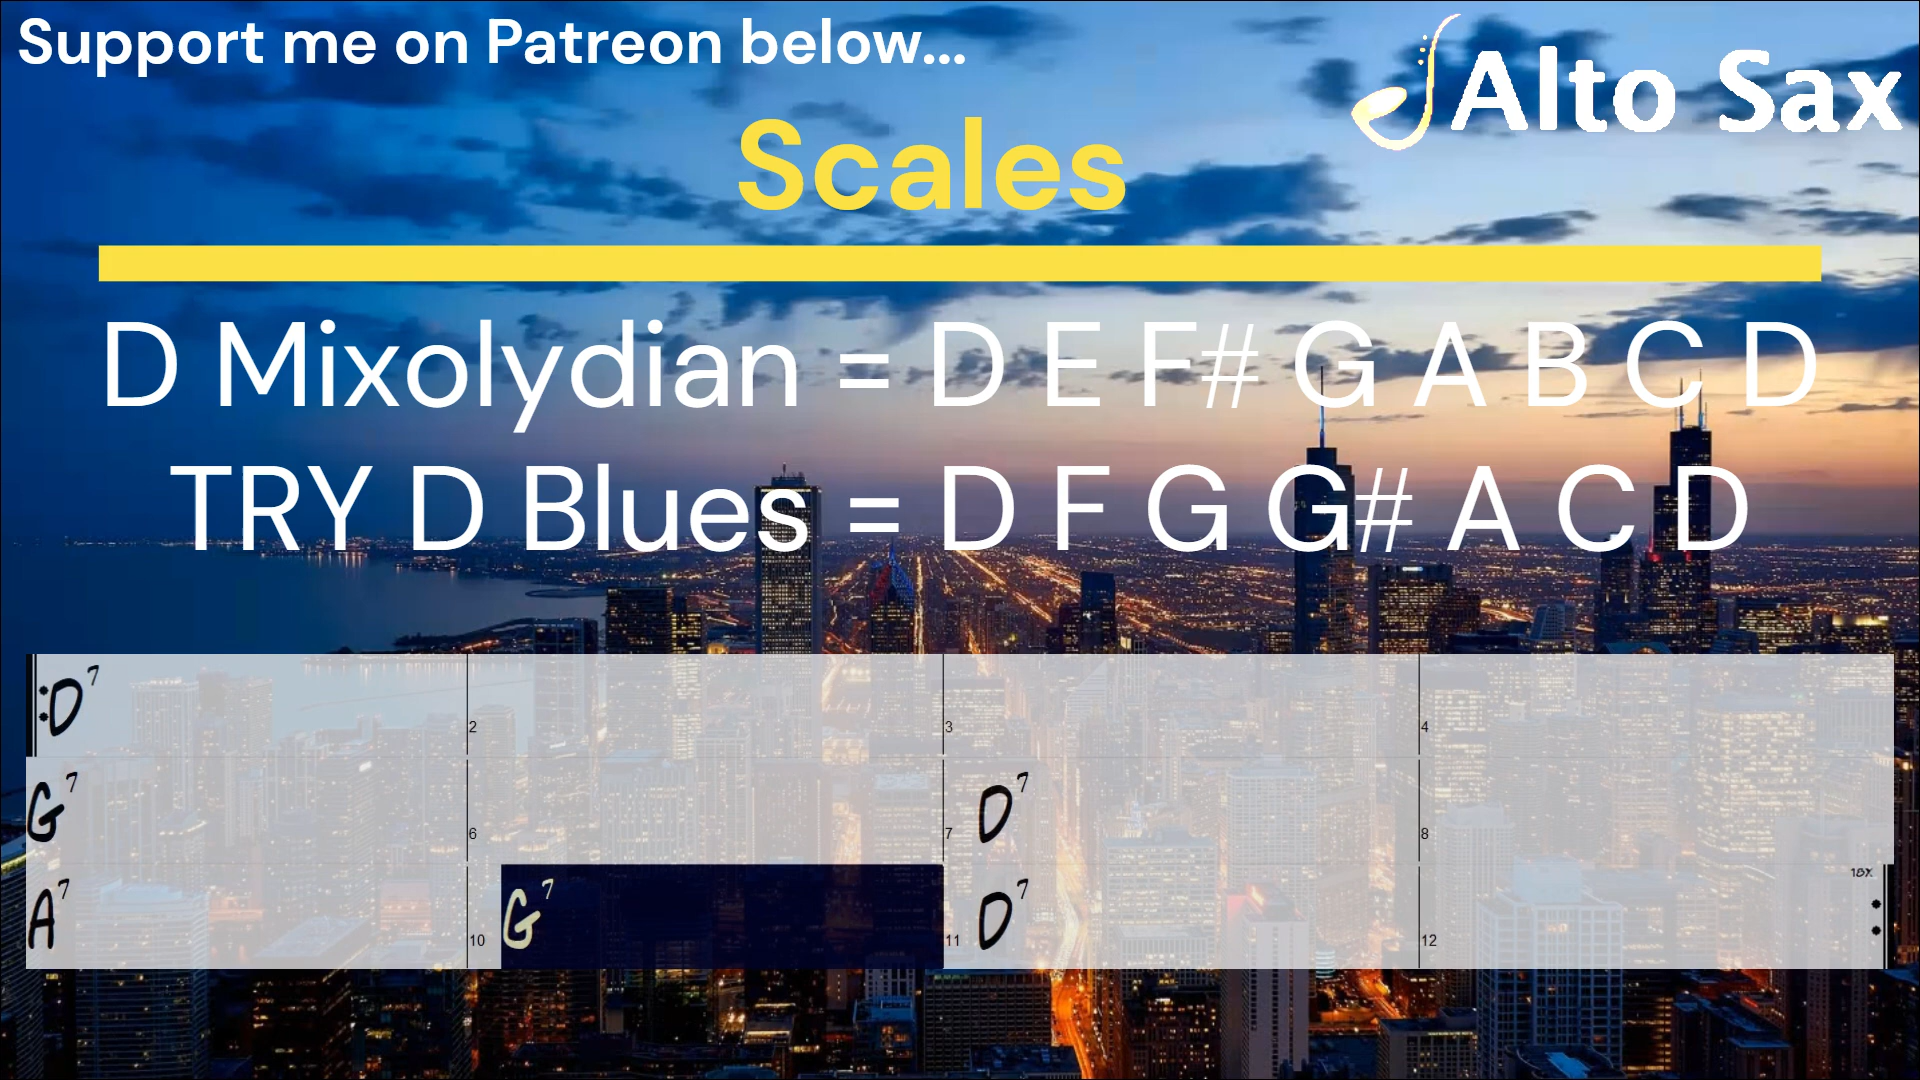 Support me on Patreon below...
Alto Sax
Scales
D Mixolydian = D E F# G A B C D
TRY D Blues = D F G G# A C D
D7 2 3 4
G7 6 7 D7 8
A7 10 G7 11 D7 12